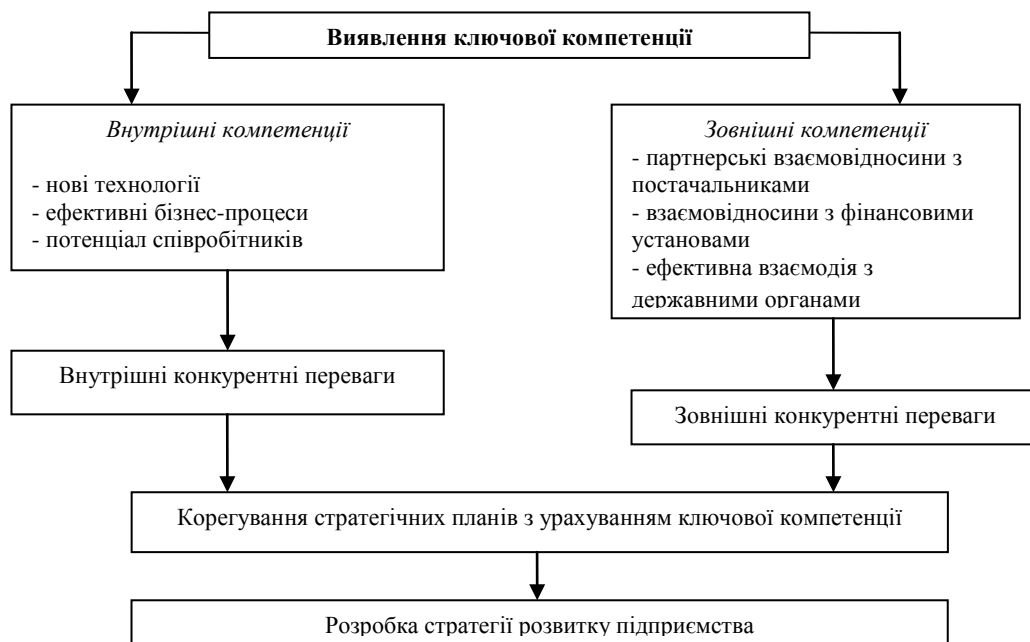 Виявлення ключової компетенції
Внутрішні компетенції
- нові технології
- ефективні бізнес-процеси
- потенціал співробітників
Зовнішні компетенції
- партнерські взаємовідносини з
постачальниками
- взаємовідносини з фінансовими
установами
- ефективна взаємодія з
державними органами
Внутрішні конкурентні переваги
Зовнішні конкурентні переваги
Корегування стратегічних планів з урахуванням ключової компетенції
Розробка стратегії розвитку підприємства